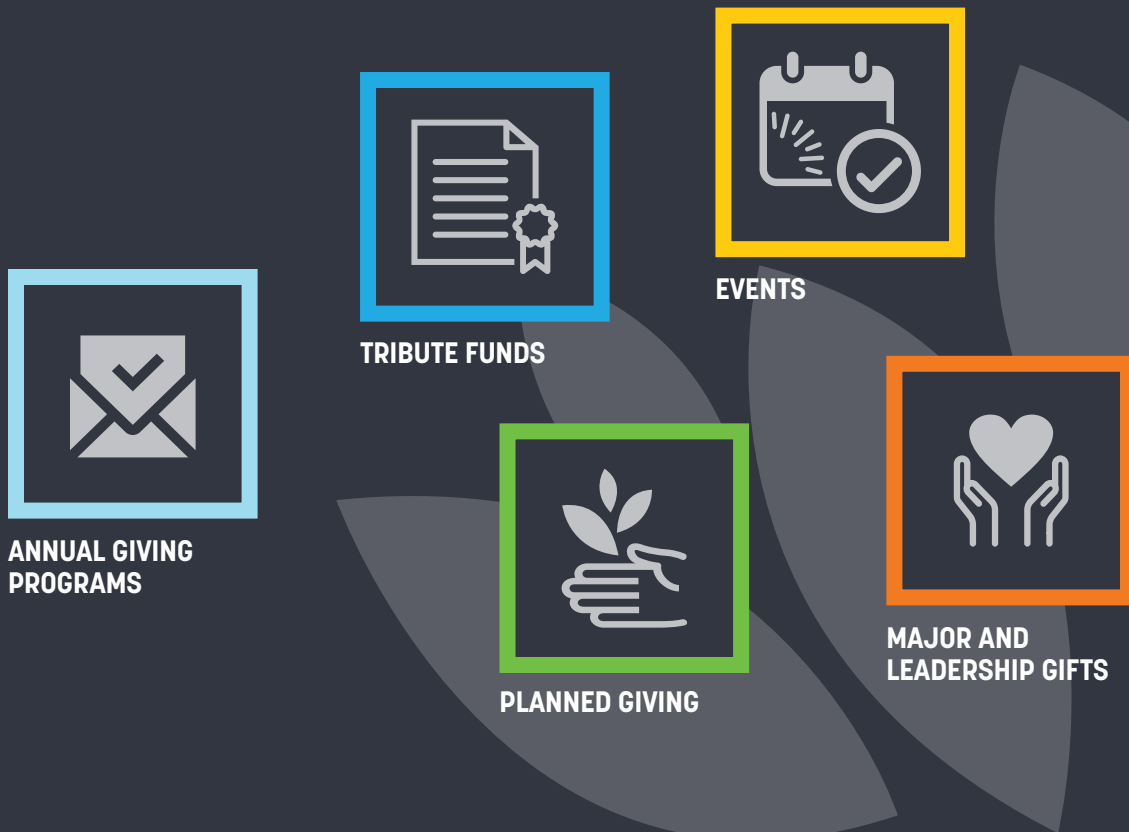 EVENTS
TRIBUTE FUNDS
ANNUAL GIVING
PROGRAMS
MAJOR AND
LEADERSHIP GIFTS
PLANNED GIVING